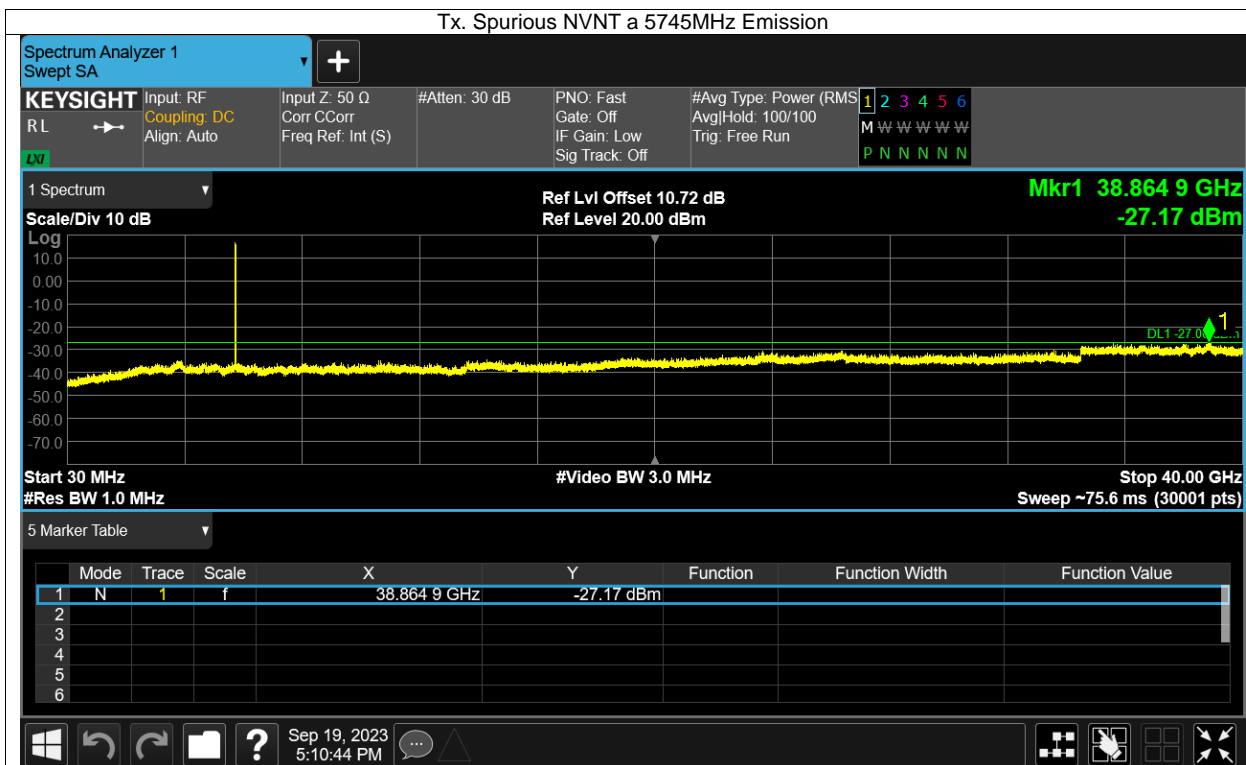 Tx. Spurious NVNT a 5745MHz Emission
Spectrum Analyzer 1
Swept SA
+
KEYSIGHT Input: RF Input Z: 50 Ω #Atten: 30 dB PNO: Fast #Avg Type: Power (RMS 1 2 3 4 5 6
RL Coupling: DC Corr CCorr Gate: Off Avg|Hold: 100/100 M W W W W W
Align: Auto Freq Ref: Int (S) IF Gain: Low Trig: Free Run
LXI Sig Track: Off P N N N N N
1 Spectrum Ref Lvl Offset 10.72 dB Mkr1 38.864 9 GHz
Scale/Div 10 dB Ref Level 20.00 dBm -27.17 dBm
Log
10.0
0.00
-10.0
-20.0 1
DL1 -27.0
-30.0
-40.0
-50.0
-60.0
-70.0
Start 30 MHz #Video BW 3.0 MHz Stop 40.00 GHz
#Res BW 1.0 MHz Sweep ~75.6 ms (30001 pts)
5 Marker Table
Mode Trace Scale X Y Function Function Width Function Value
1 N 1 f 38.864 9 GHz -27.17 dBm
2
3
4
5
6
? Sep 19, 2023
5:10:44 PM